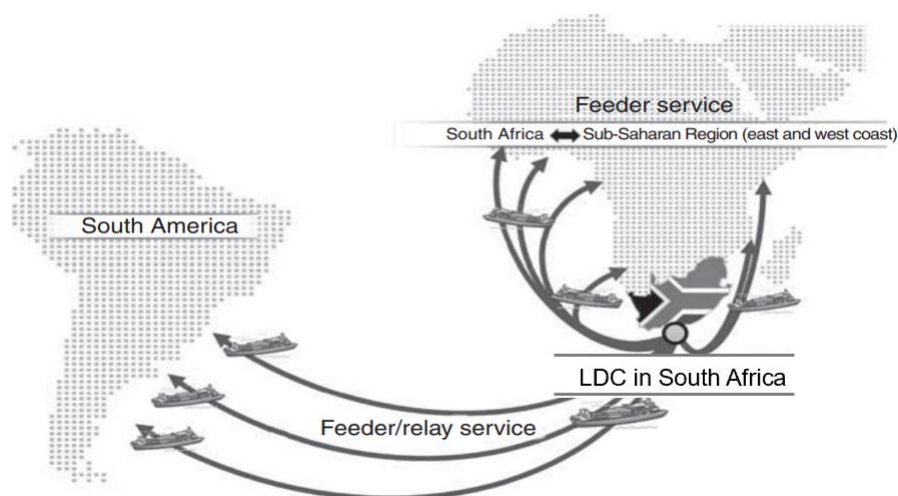 Feeder service
South Africa ⬌ Sub-Saharan Region (east and west coast)
South America
LDC in South Africa
Feeder/relay service